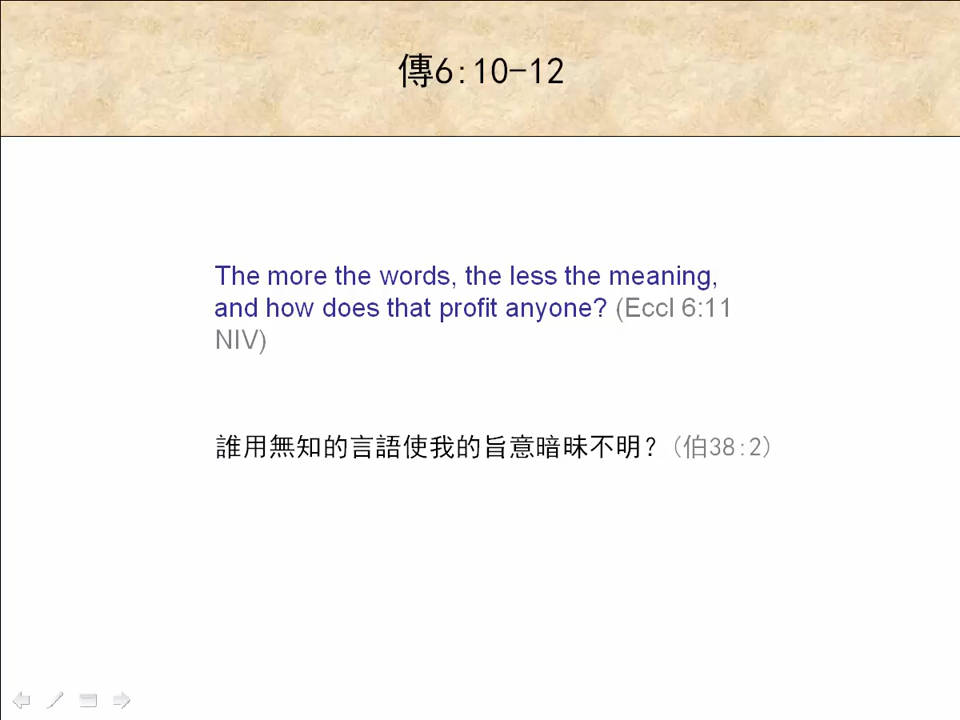 傳6:10-12
The more the words, the less the meaning,
and how does that profit anyone? (Eccl 6:11
NIV)
誰用無知的言語使我的旨意暗昧不明？（伯38:2）